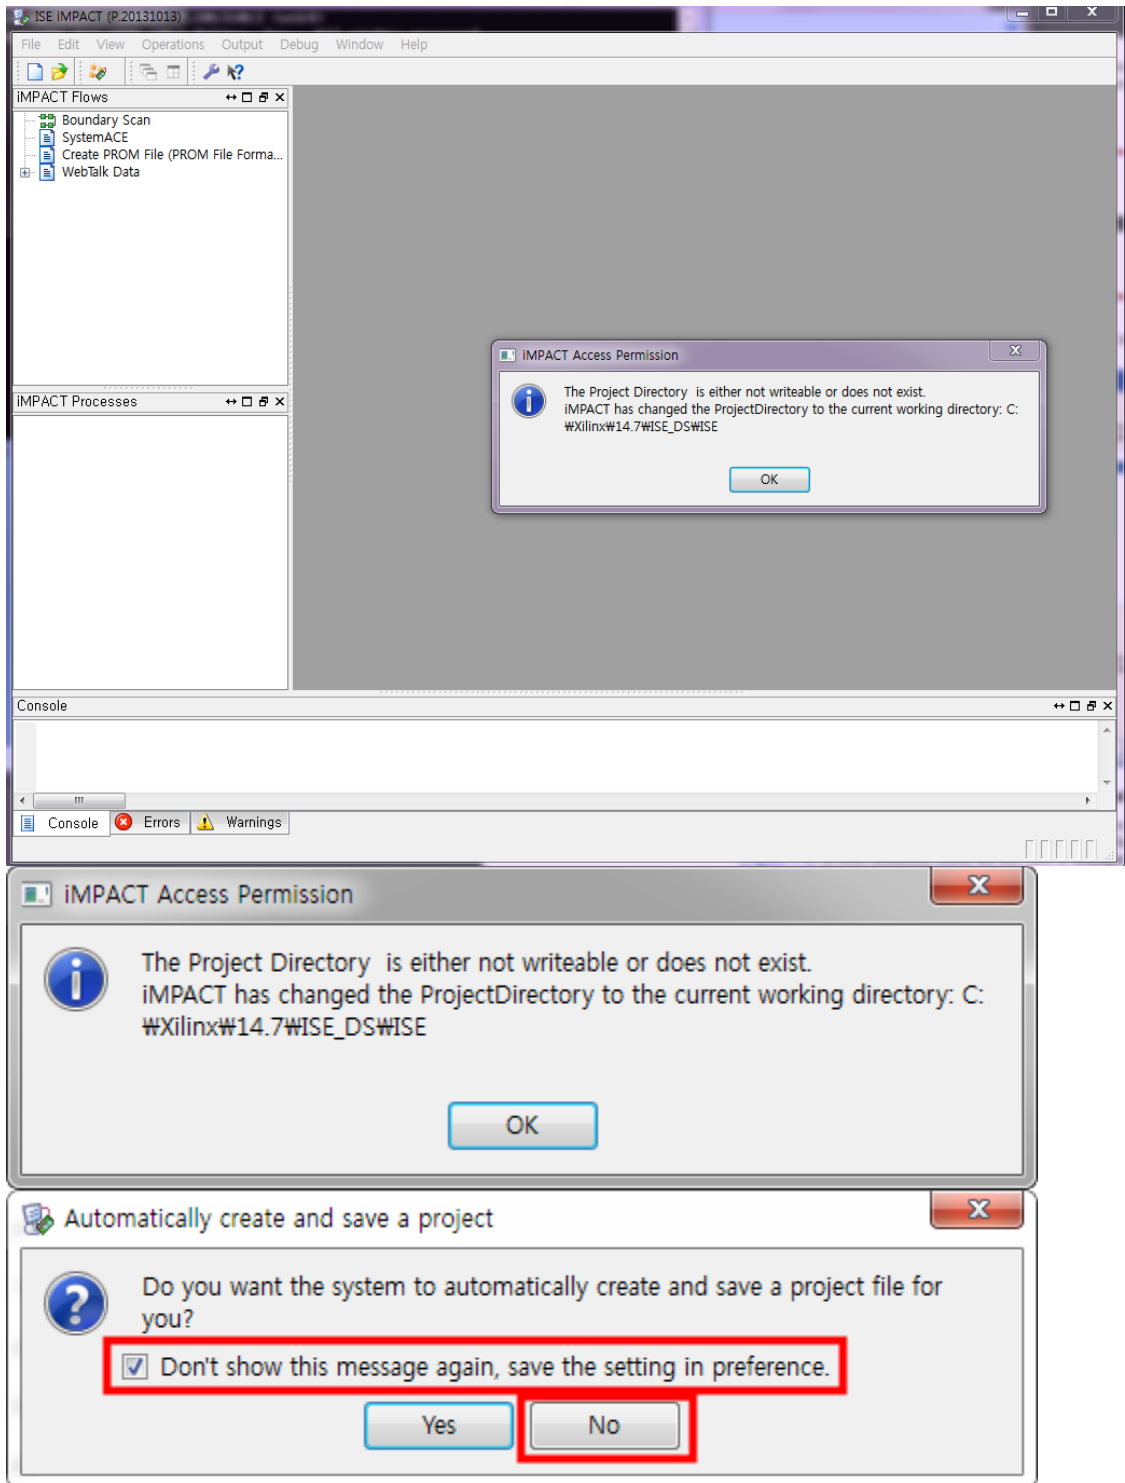 ISE iMPACT (P.20131013)
File Edit View Operations Output Debug Window Help
iMPACT Flows
Boundary Scan
SystemACE
Create PROM File (PROM File Forma...
WebTalk Data
iMPACT Access Permission
The Project Directory  is either not writeable or does not exist.
iMPACT has changed the ProjectDirectory to the current working directory: C:
₩Xilinx₩14.7₩ISE_DS₩ISE
OK
iMPACT Processes
Console
Console Errors Warnings
iMPACT Access Permission
The Project Directory  is either not writeable or does not exist.
iMPACT has changed the ProjectDirectory to the current working directory: C:
₩Xilinx₩14.7₩ISE_DS₩ISE
OK
Automatically create and save a project
Do you want the system to automatically create and save a project file for
you?
Don't show this message again, save the setting in preference.
Yes No